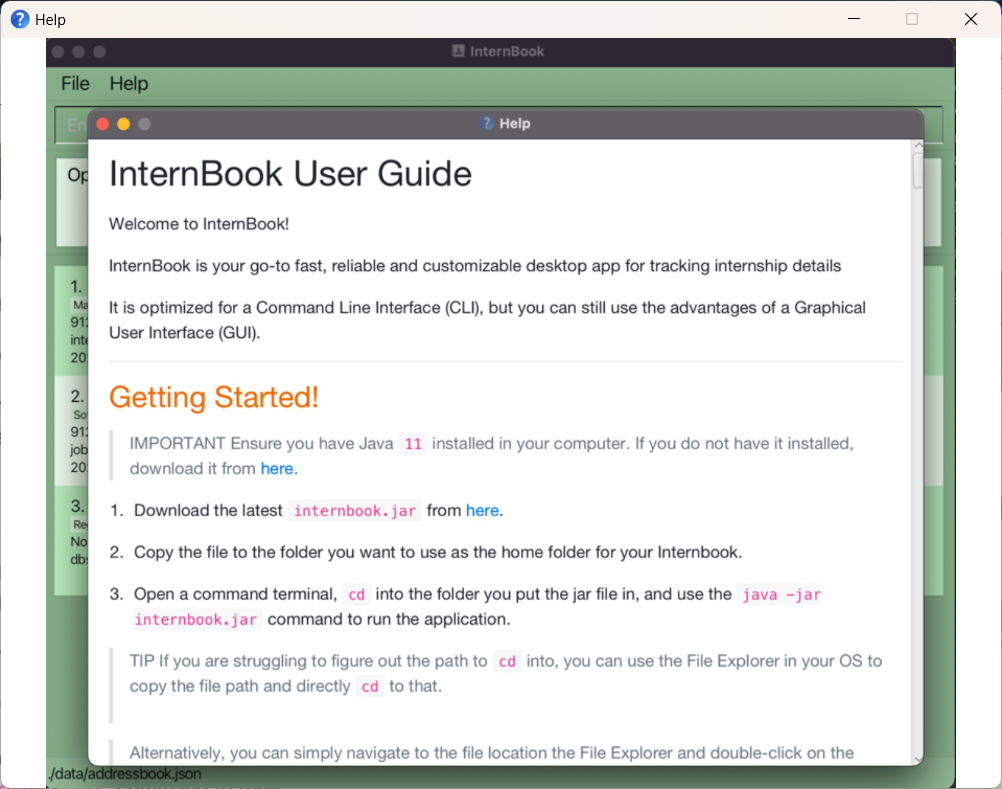 Help
InternBook
File Help
En
Help
Op
InternBook User Guide
Welcome to InternBook!
InternBook is your go-to fast, reliable and customizable desktop app for tracking internship details
It is optimized for a Command Line Interface (CLI), but you can still use the advantages of a Graphical
User Interface (GUI).
1.
Ma
912
inte
202
Getting Started!
2.
So
912
job
202
IMPORTANT Ensure you have Java 11 installed in your computer. If you do not have it installed,
download it from here.
3.
Re
No
dbs
1. Download the latest internbook.jar from here.
2. Copy the file to the folder you want to use as the home folder for your Internbook.
3. Open a command terminal, cd into the folder you put the jar file in, and use the java -jar
internbook.jar command to run the application.
TIP If you are struggling to figure out the path to cd into, you can use the File Explorer in your OS to
copy the file path and directly cd to that.
Alternatively, you can simply navigate to the file location the File Explorer and double-click on the
./data/addressbook.json